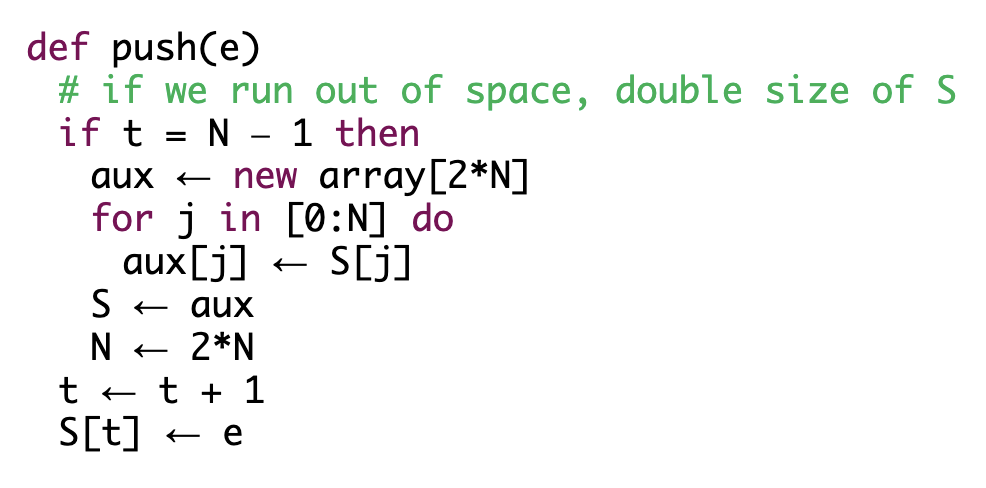 def push(e)
# if we run out of space, double size of S
if t = N – 1 then
aux ← new array[2*N]
for j in [0:N] do
aux[j] ← S[j]
S ← aux
N ← 2*N
t ← t + 1
S[t] ← e